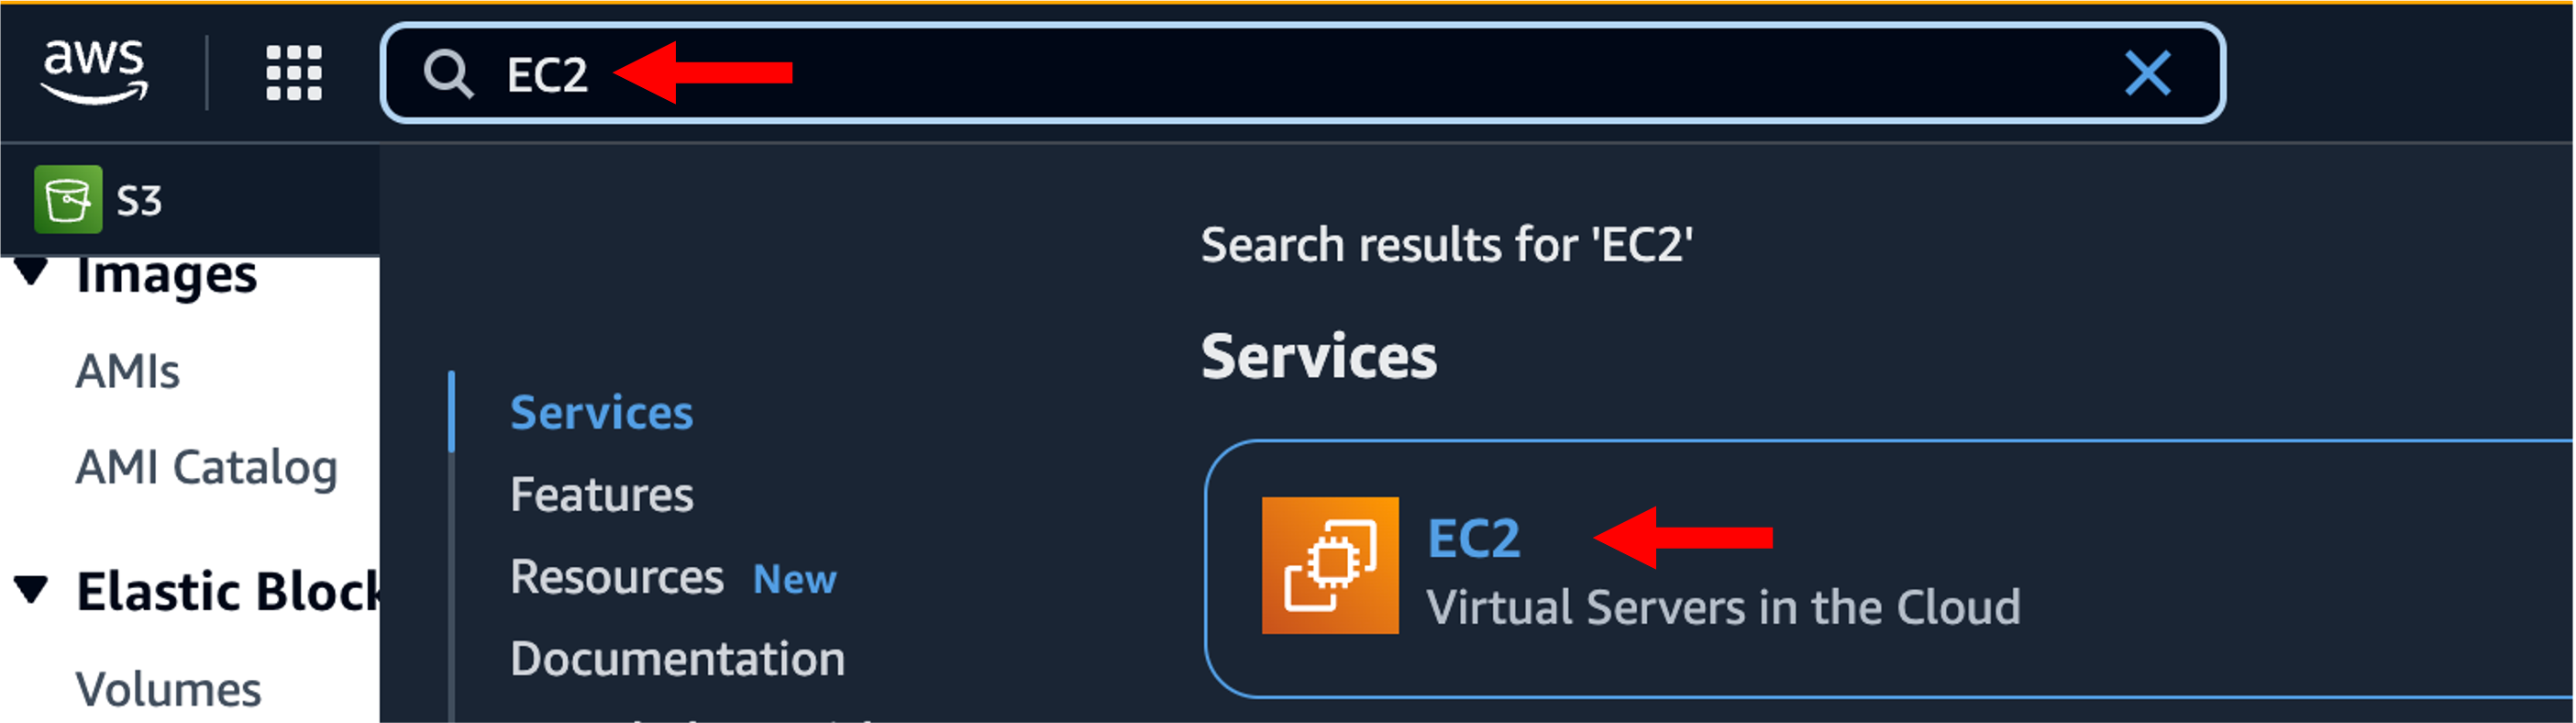 aws
EC2
S3
Images
AMIs
AMI Catalog
Elastic Block
Volumes
Services
Features
Resources New
Documentation
Search results for 'EC2'
Services
EC2
Virtual Servers in the Cloud